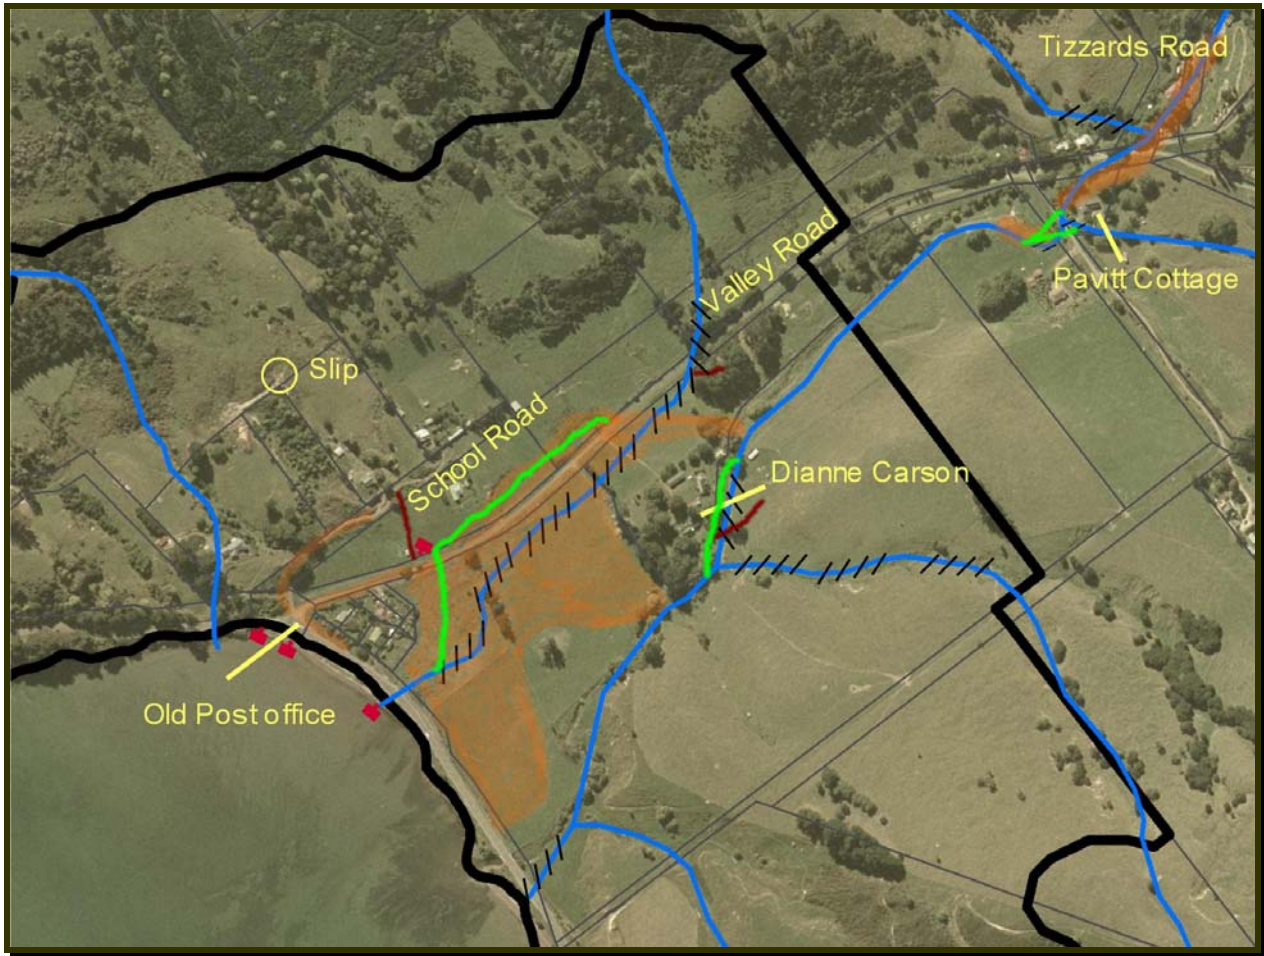 Tizzards Road
Valley Road
Pavitt Cottage
Slip
School Road
Dianne Carson
Old Post office